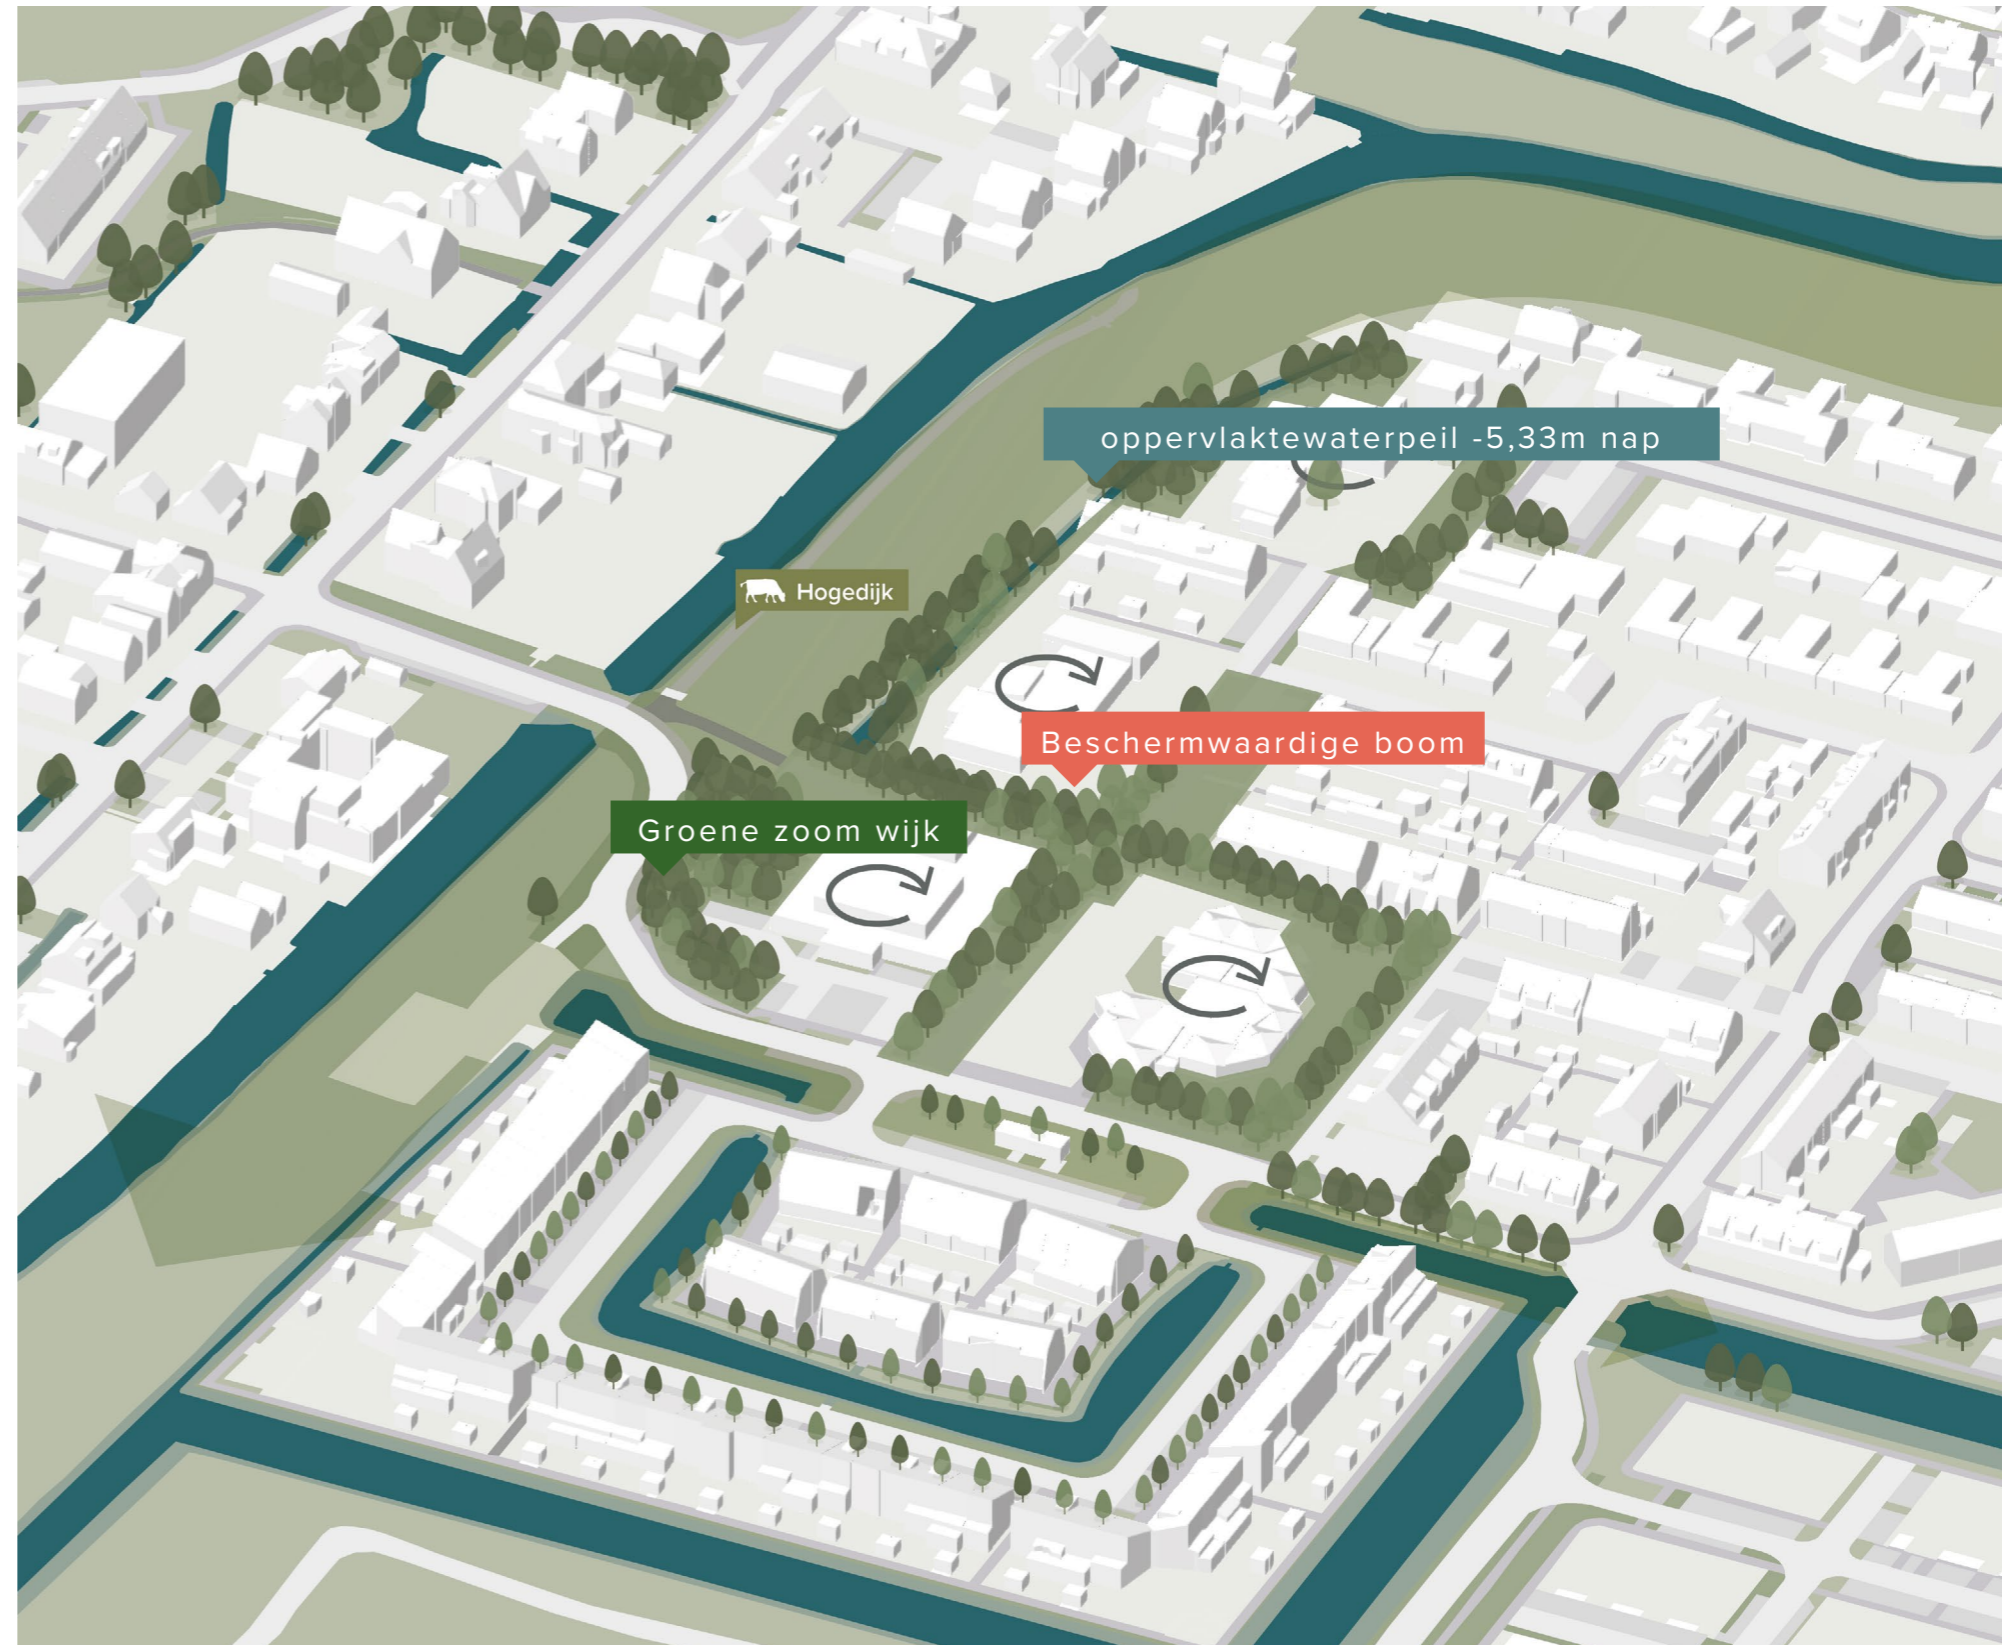 oppervlaktewaterpeil -5,33m nap
Hogedijk
Beschermwaardige boom
Groene zoom wijk